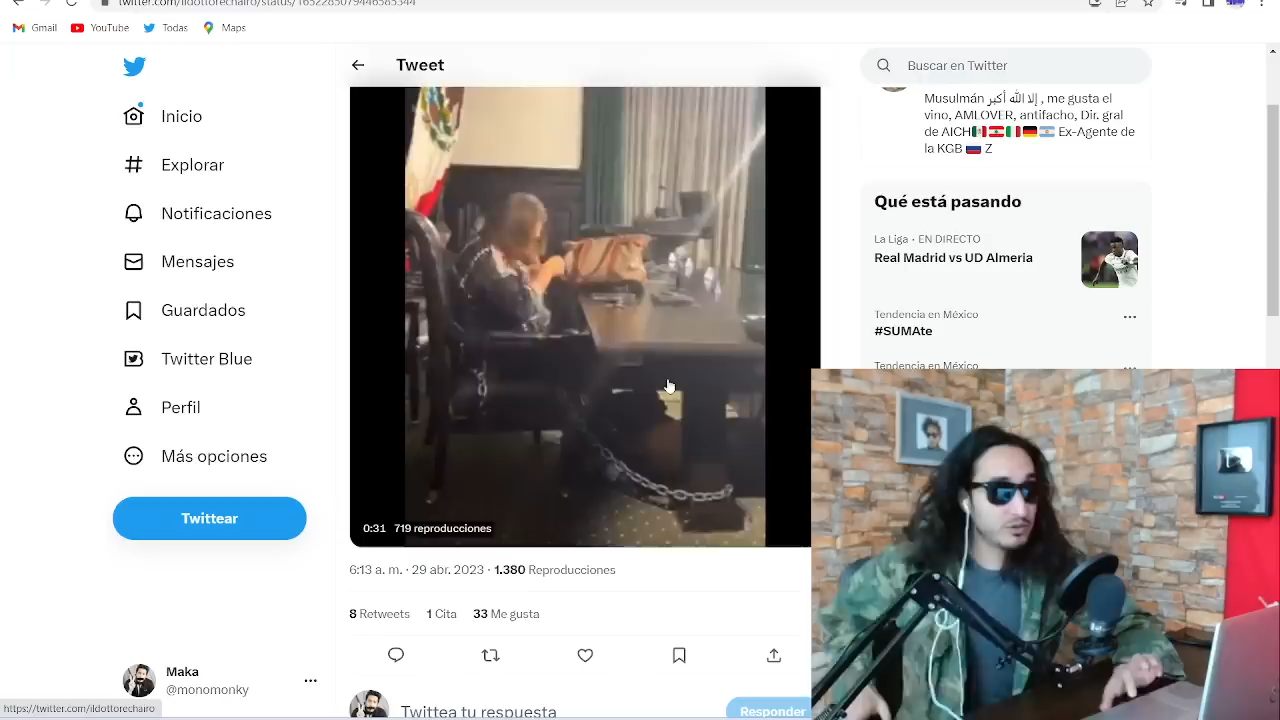 twitter.com/ildottorechairo/status/1652285079446585344
Gmail
YouTube
Todas
Maps
Tweet
Buscar en Twitter
Inicio
Explorar
Notificaciones
Mensajes
Guardados
Twitter Blue
Perfil
Más opciones
Twittear
Musulmán إلا الله أكبر , me gusta el
vino, AMLOVER, antifacho, Dir. gral
de AICH🇲🇽🇱🇧🇮🇹🇩🇪🇦🇷 Ex-Agente de
la KGB 🇷🇺 Z
Qué está pasando
La Liga · EN DIRECTO
Real Madrid vs UD Almeria
Tendencia en México
#SUMAte
Tendencia en México
0:31 719 reproducciones
6:13 a. m. · 29 abr. 2023 · 1.380 Reproducciones
8 Retweets 1 Cita 33 Me gusta
Maka
@monomonky
Twittea tu respuesta
Responder
https://twitter.com/ildottorechairo